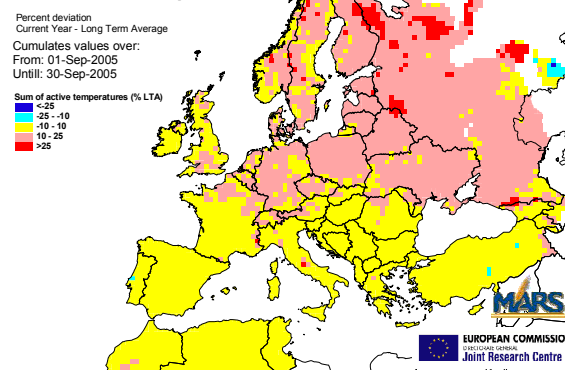 Percent deviation
Current Year - Long Term Average
Cumulates values over:
From: 01-Sep-2005
Untill: 30-Sep-2005
Sum of active temperatures (% LTA)
<-25
-25 - -10
-10 - 10
10 - 25
>25
MARS
EUROPEAN COMMISSIO
DIRECTORATE GENERAL
Joint Research Centre